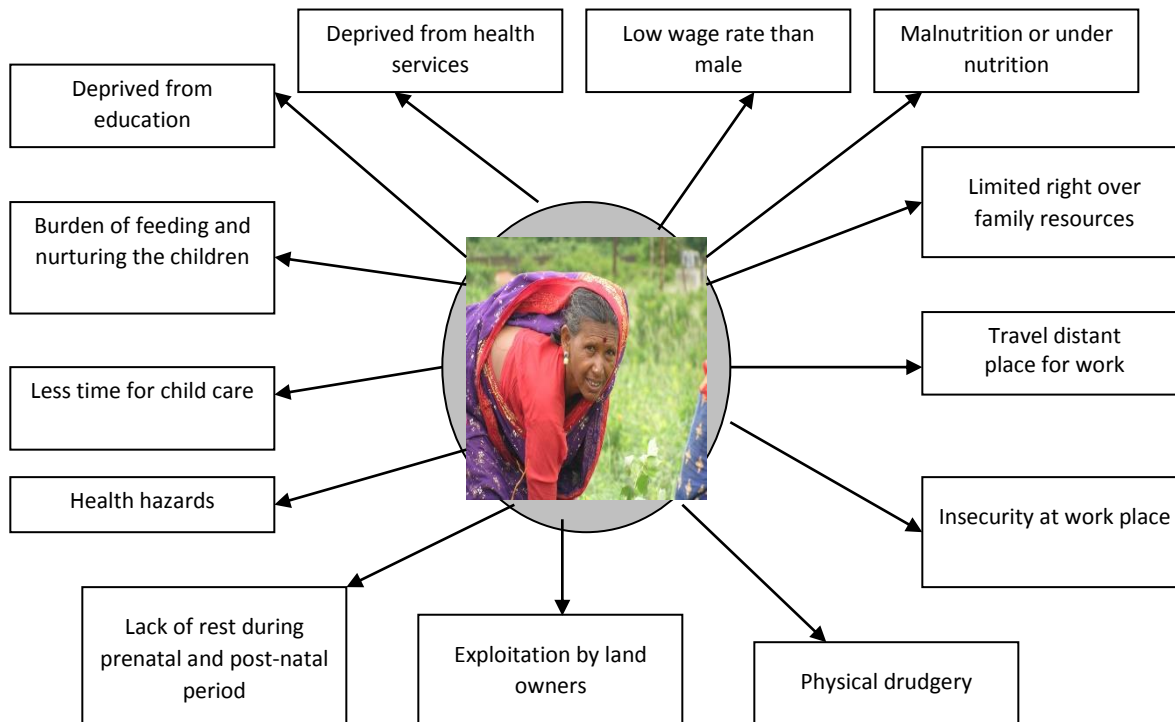 Deprived from health
services
Low wage rate than
male
Malnutrition or under
nutrition
Deprived from
education
Limited right over
family resources
Burden of feeding and
nurturing the children
Travel distant
place for work
Less time for child care
Health hazards
Insecurity at work place
Lack of rest during
prenatal and post-natal
period
Exploitation by land
owners
Physical drudgery